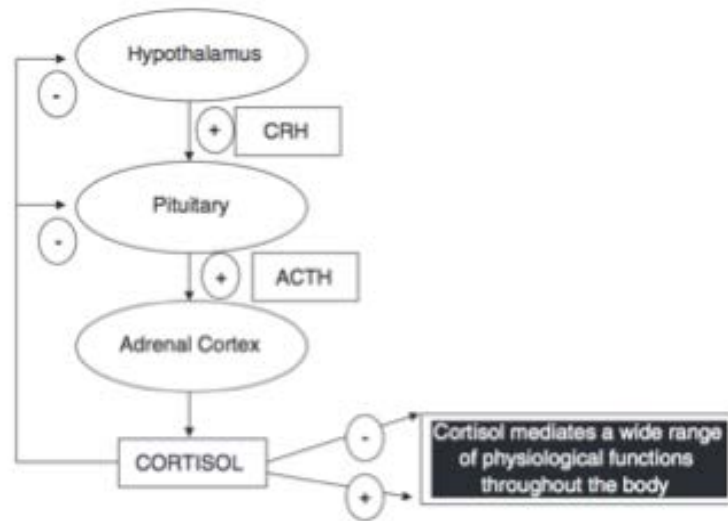 Hypothalamus
-
+
CRH
Pituitary
-
+
ACTH
Adrenal Cortex
CORTISOL
-
+
Cortisol mediates a wide range
of physiological functions
throughout the body